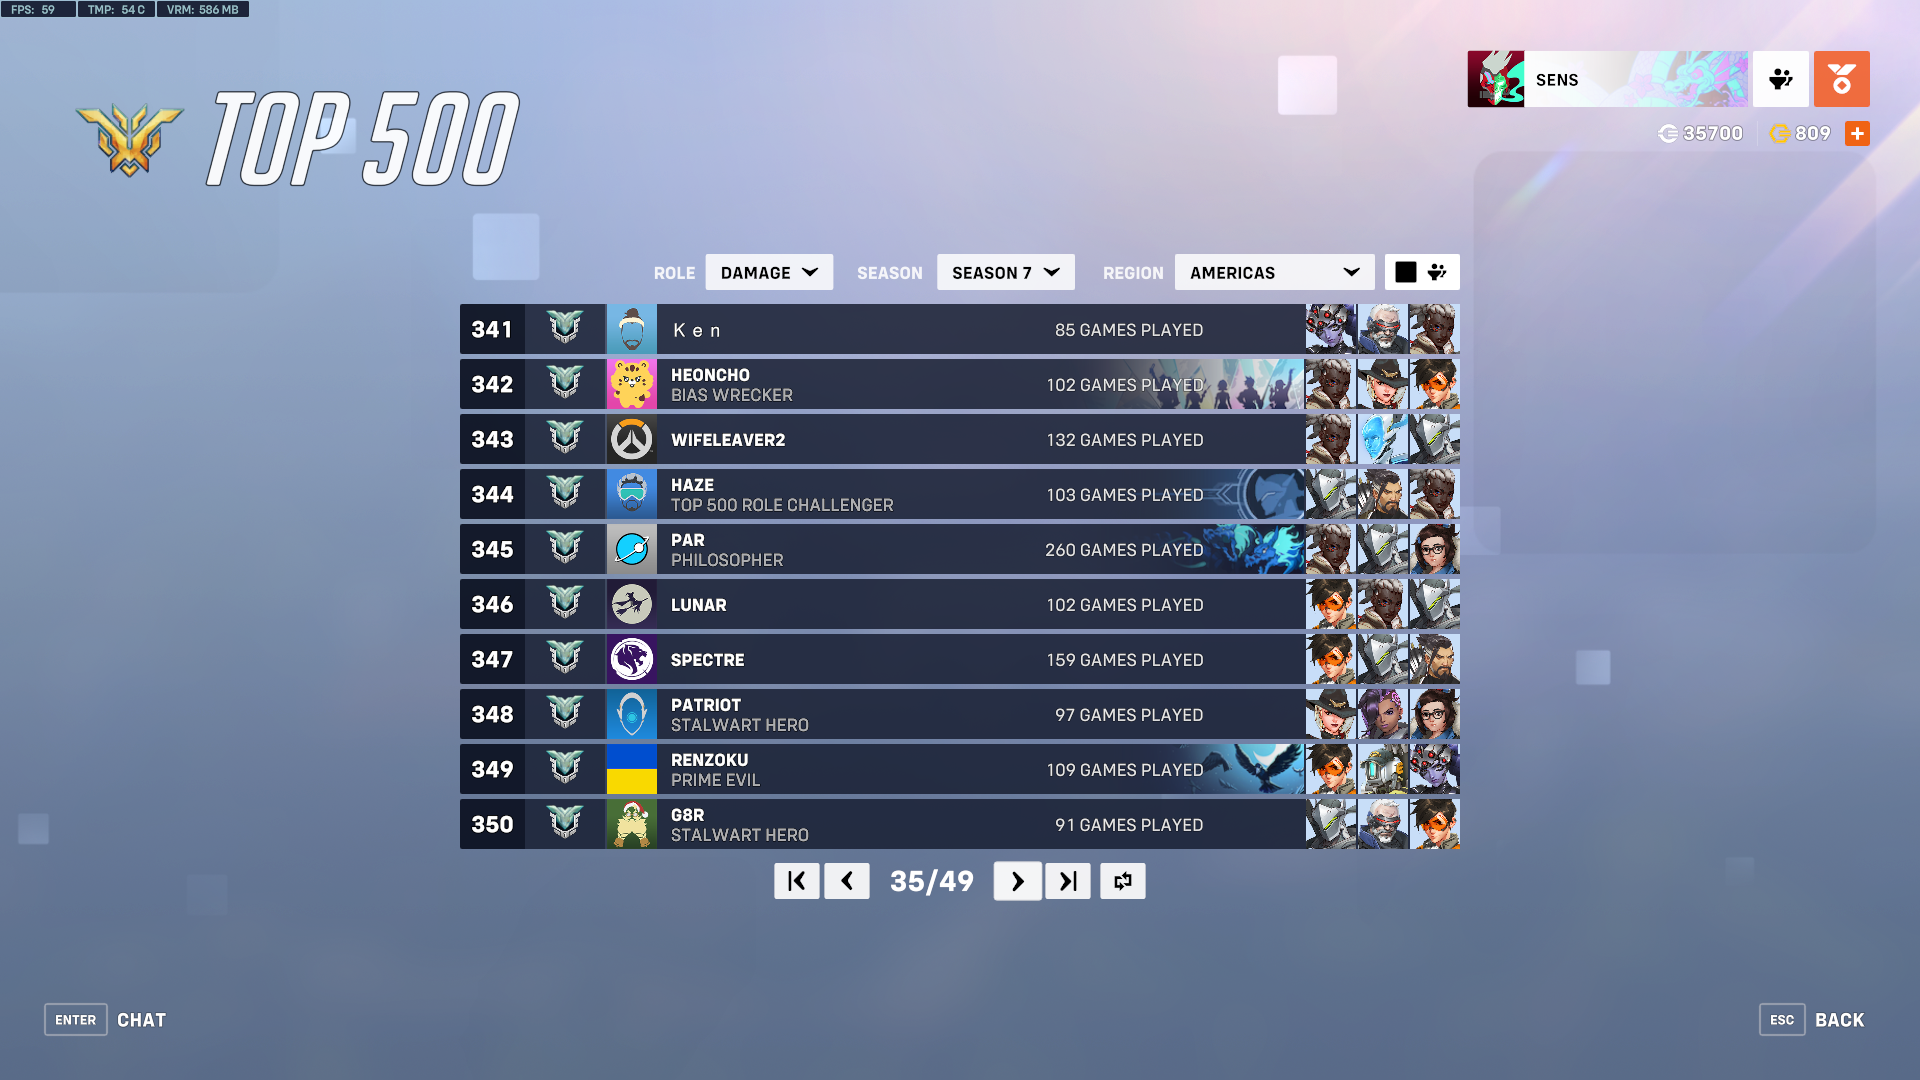 FPS: 59 TMP: 54 C VRM: 586 MB
TOP 500
SENS
35700 809
ROLE DAMAGE SEASON SEASON 7 REGION AMERICAS
341 Ken 85 GAMES PLAYED
342 HEONCHO 102 GAMES PLAYED
BIAS WRECKER
343 WIFELEAVER2 132 GAMES PLAYED
344 HAZE 103 GAMES PLAYED
TOP 500 ROLE CHALLENGER
345 PAR 260 GAMES PLAYED
PHILOSOPHER
346 LUNAR 102 GAMES PLAYED
347 SPECTRE 159 GAMES PLAYED
348 PATRIOT 97 GAMES PLAYED
STALWART HERO
349 RENZOKU 109 GAMES PLAYED
PRIME EVIL
350 G8R 91 GAMES PLAYED
STALWART HERO
35/49
ENTER CHAT
ESC BACK